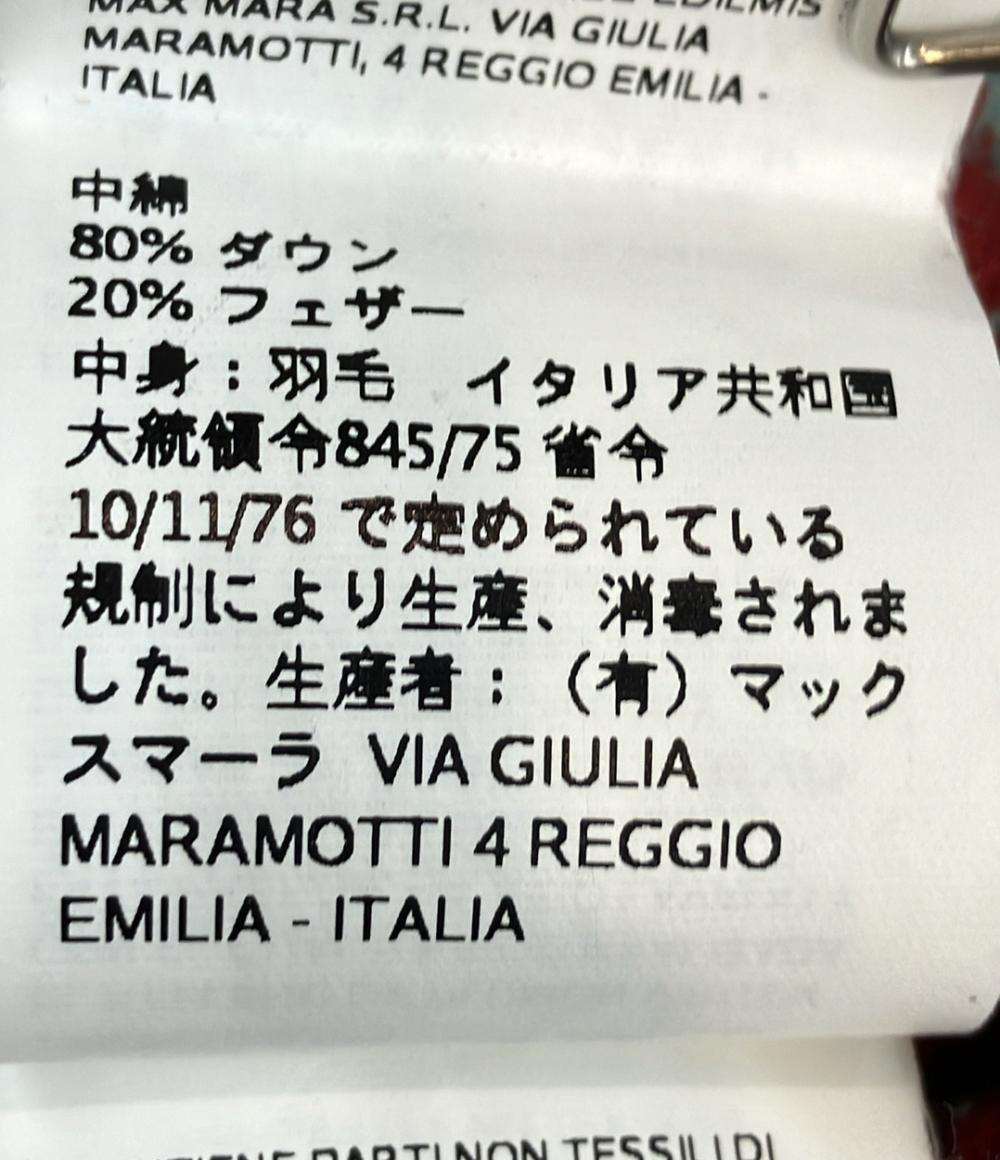 MAX MARA S.R.L. VIA GIULIA
MARAMOTTI, 4 REGGIO EMILIA -
ITALIA
中綿
80% ダウン
20% フェザー
中身：羽毛　イタリア共和国
大統領令845/75 省令
10/11/76 で定められている
規制により生産、消毒されま
した。生産者：（有）マック
スマーラ VIA GIULIA
MARAMOTTI 4 REGGIO
EMILIA - ITALIA
PARTI NON TESSILI DI